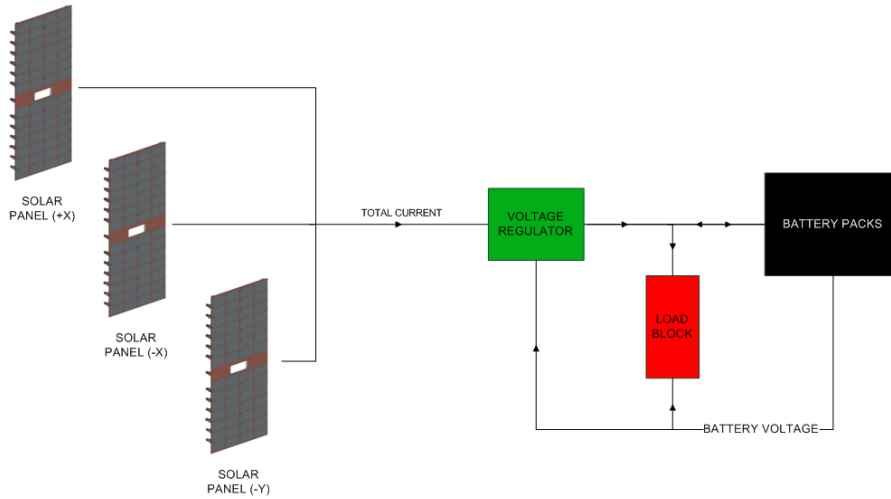 SOLAR
PANEL (+X)
SOLAR
PANEL (-X)
SOLAR
PANEL (-Y)
TOTAL CURRENT
VOLTAGE
REGULATOR
BATTERY PACKS
LOAD
BLOCK
BATTERY VOLTAGE